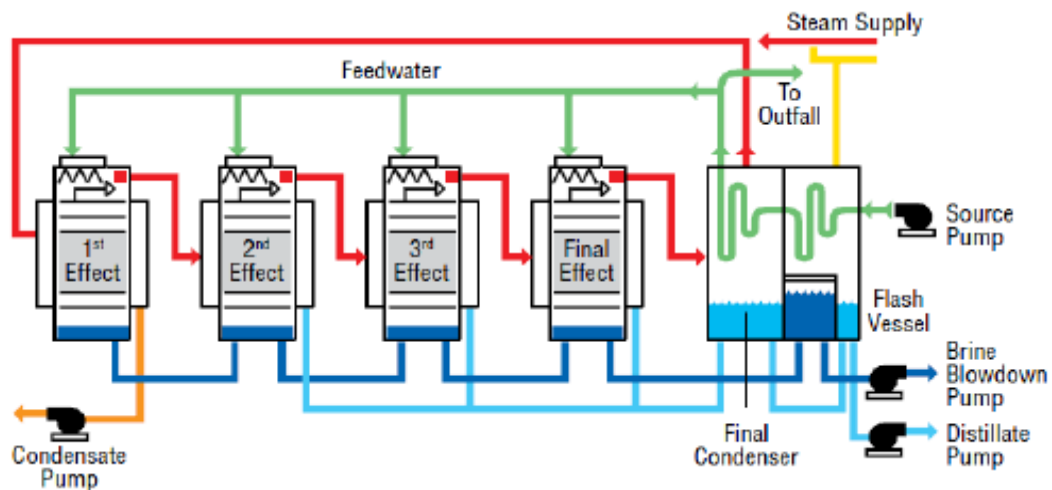 Steam Supply
Feedwater
To
Outfall
1st
Effect
2nd
Effect
3rd
Effect
Final
Effect
Source
Pump
Flash
Vessel
Brine
Blowdown
Pump
Final
Condenser
Distillate
Pump
Condensate
Pump